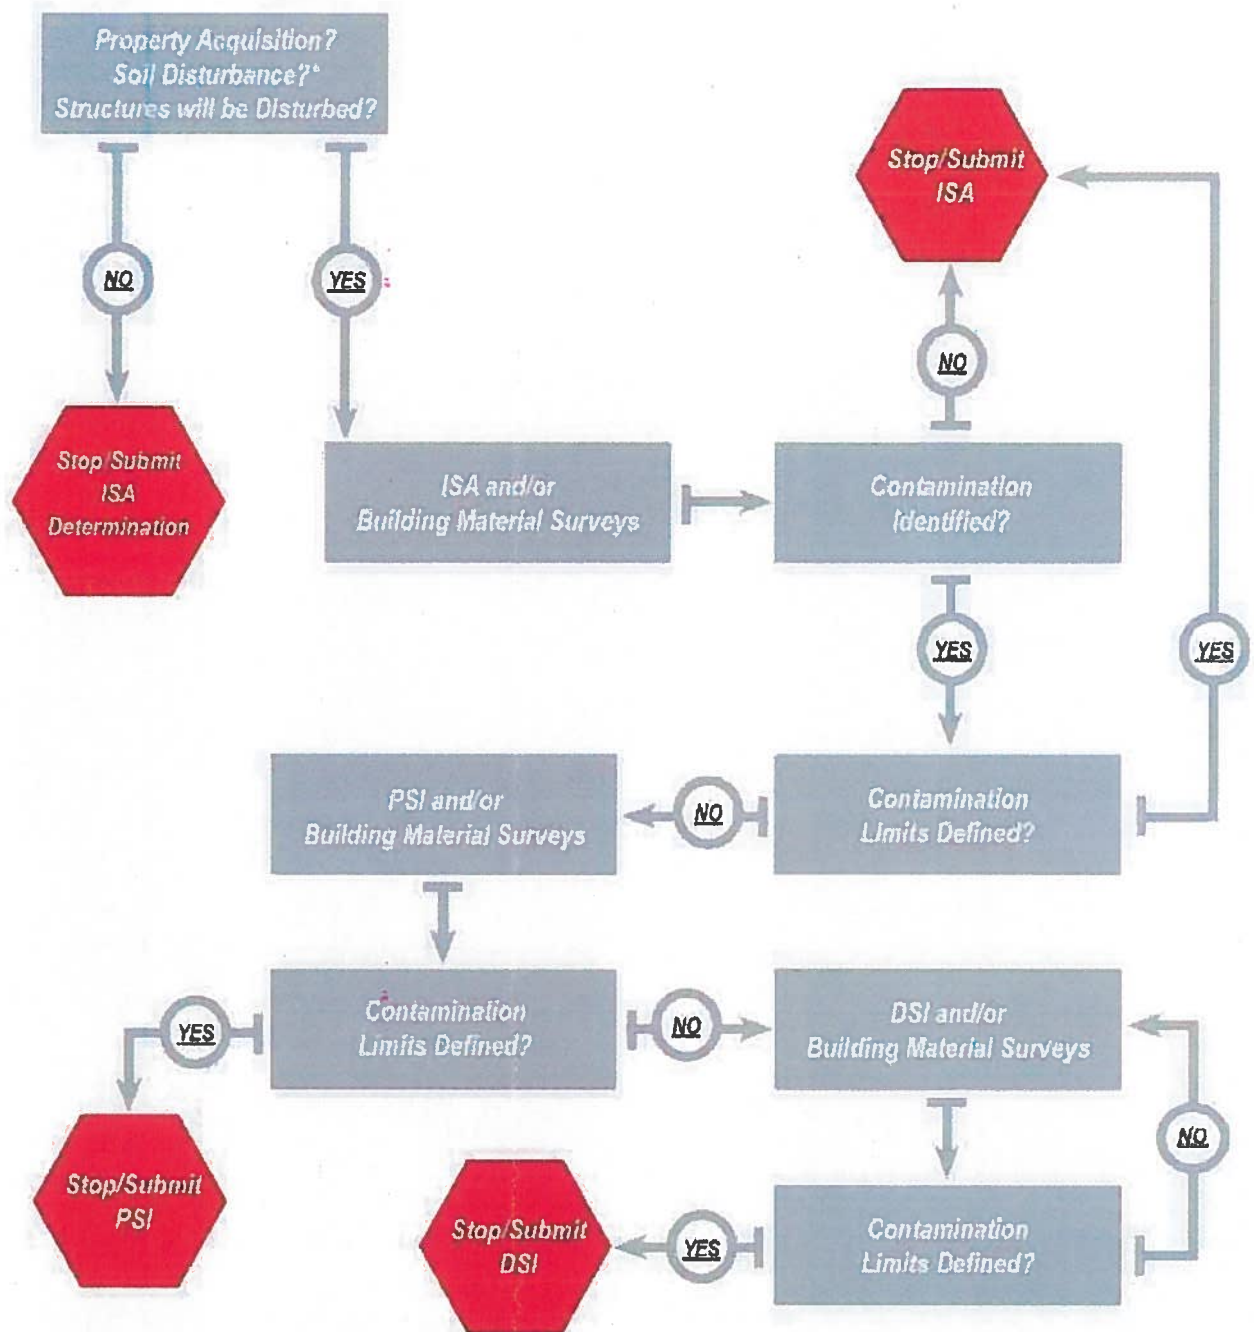 Property Acquisition?
Soil Disturbance?*
Structures will be Disturbed?
Stop/Submit
ISA
NO
YES
NO
Stop/Submit
ISA
Determination
ISA and/or
Building Material Surveys
Contamination
Identified?
YES
YES
PSI and/or
Building Material Surveys
NO
Contamination
Limits Defined?
YES
Contamination
Limits Defined?
NO
DSI and/or
Building Material Surveys
NO
Stop/Submit
PSI
Stop/Submit
DSI
YES
Contamination
Limits Defined?